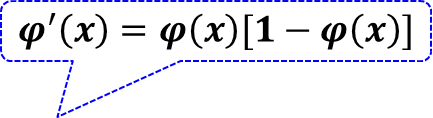 φ′(x) = φ(x)[1 − φ(x)]